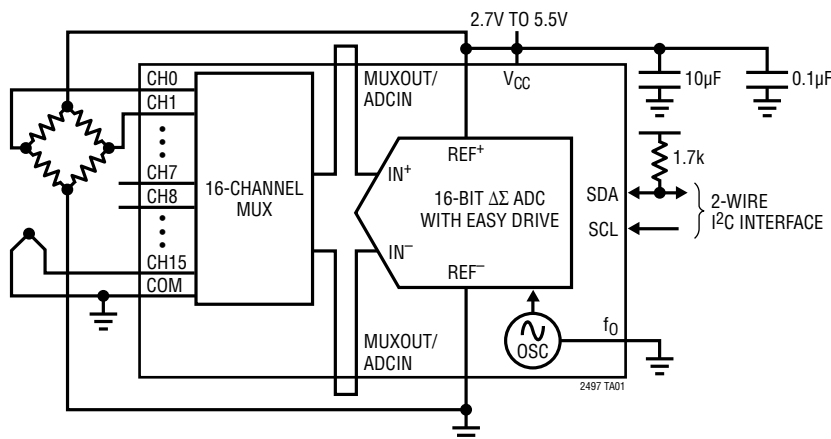 2.7V TO 5.5V
CH0
CH1
CH7
CH8
CH15
COM
16-CHANNEL
MUX
MUXOUT/
ADCIN
VCC
10µF
0.1µF
REF+
IN+
16-BIT ΔΣ ADC
WITH EASY DRIVE
IN–
REF–
1.7k
SDA
SCL
2-WIRE
I2C INTERFACE
MUXOUT/
ADCIN
OSC
fO
2497 TA01